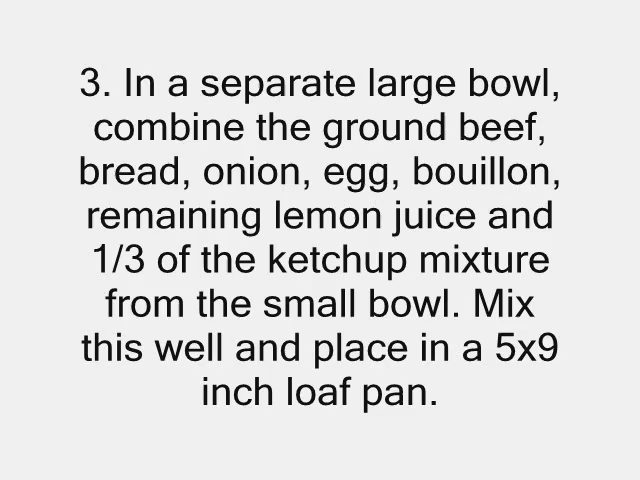 3. In a separate large bowl,
combine the ground beef,
bread, onion, egg, bouillon,
remaining lemon juice and
1/3 of the ketchup mixture
from the small bowl. Mix
this well and place in a 5x9
inch loaf pan.